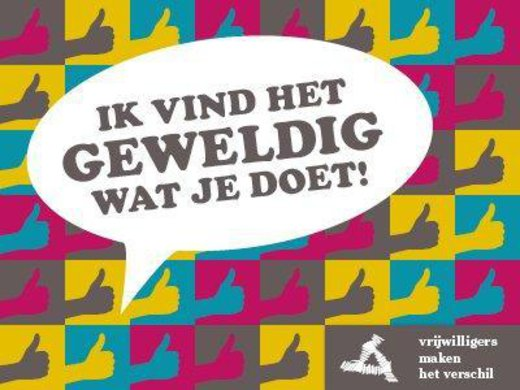 IK VIND HET
GEWELDIG
WAT JE DOET!
vrijwilligers
maken
het verschil